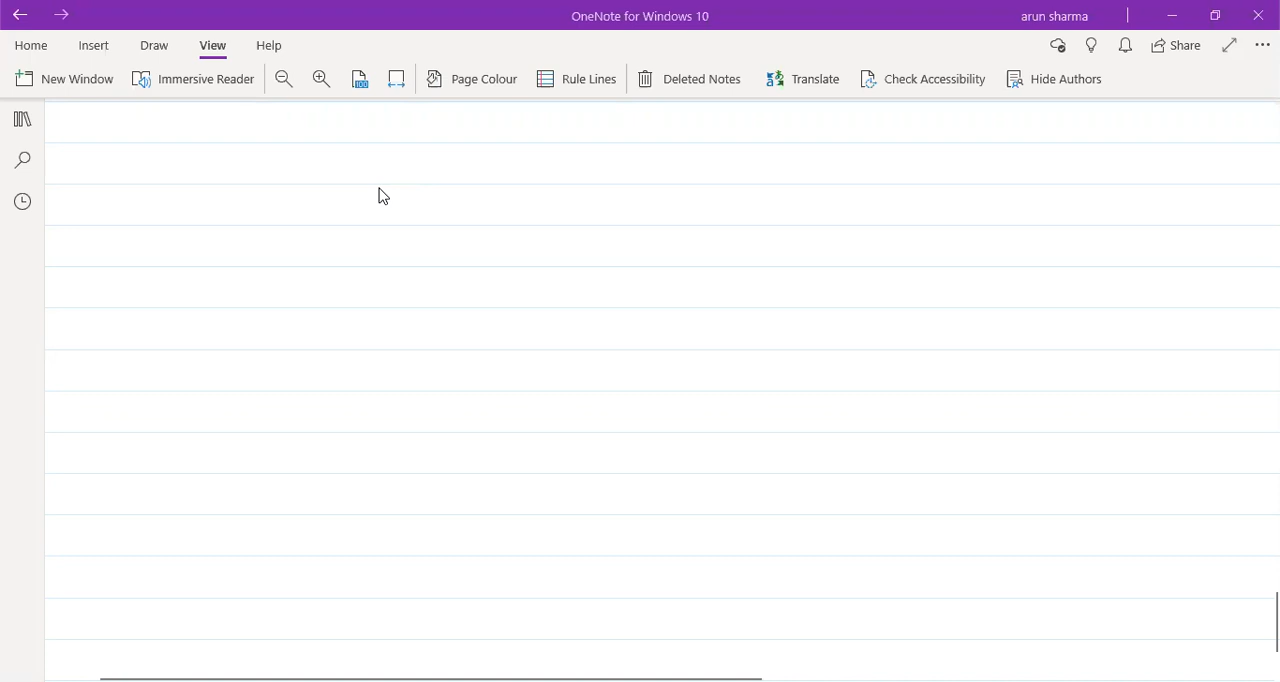 OneNote for Windows 10
arun sharma
Home Insert Draw View Help
Share
New Window Immersive Reader 100 Page Colour Rule Lines Deleted Notes Translate Check Accessibility Hide Authors